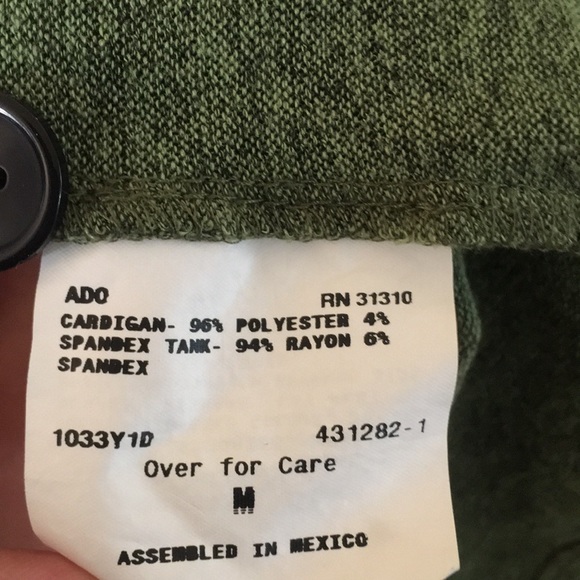 ADO RN 31310
CARDIGAN- 96% POLYESTER 4%
SPANDEX TANK- 94% RAYON 6%
SPANDEX
1033Y1D 431282-1
Over for Care
M
ASSEMBLED IN MEXICO